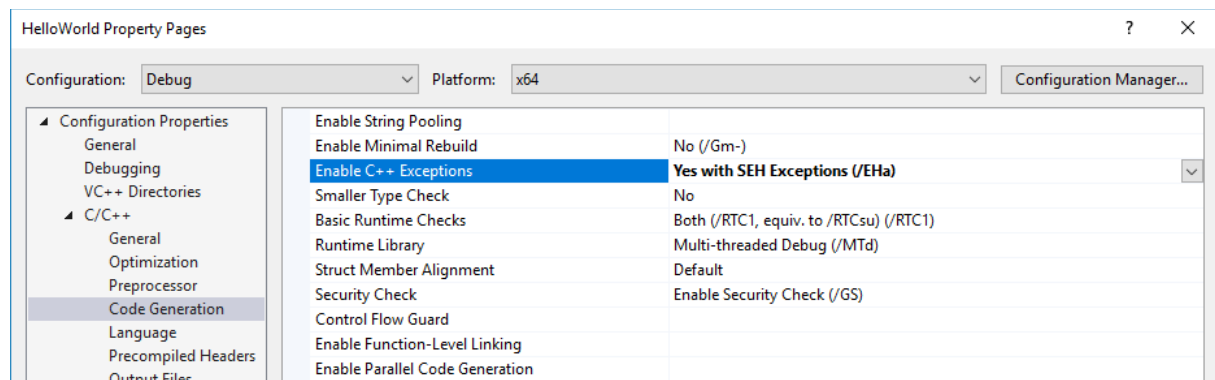 HelloWorld Property Pages ? ×
Configuration: Debug Platform: x64 Configuration Manager...
Configuration Properties
General
Debugging
VC++ Directories
C/C++
General
Optimization
Preprocessor
Code Generation
Language
Precompiled Headers
Output Files
Enable String Pooling
Enable Minimal Rebuild No (/Gm-)
Enable C++ Exceptions Yes with SEH Exceptions (/EHa)
Smaller Type Check No
Basic Runtime Checks Both (/RTC1, equiv. to /RTCsu) (/RTC1)
Runtime Library Multi-threaded Debug (/MTd)
Struct Member Alignment Default
Security Check Enable Security Check (/GS)
Control Flow Guard
Enable Function-Level Linking
Enable Parallel Code Generation